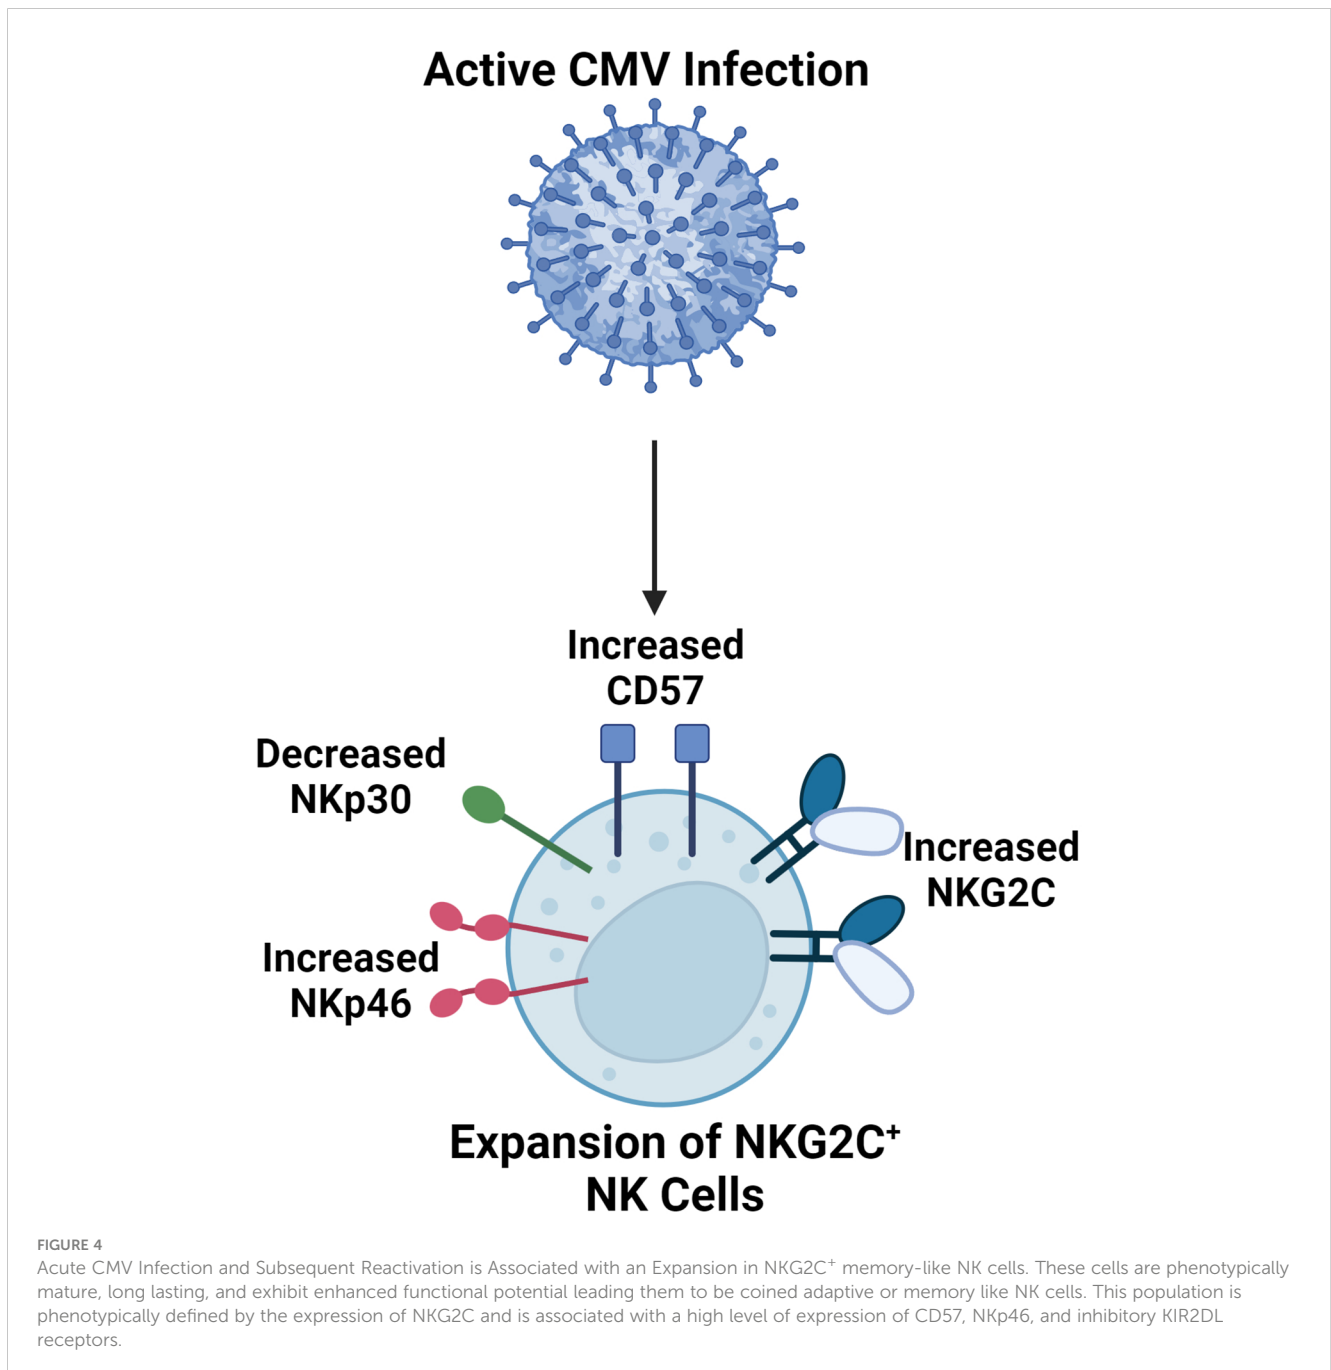 Active CMV Infection
Increased
CD57
Decreased
NKp30
Increased
NKG2C
Increased
NKp46
Expansion of NKG2C⁺
NK Cells
FIGURE 4
Acute CMV Infection and Subsequent Reactivation is Associated with an Expansion in NKG2C⁺ memory-like NK cells. These cells are phenotypically
mature, long lasting, and exhibit enhanced functional potential leading them to be coined adaptive or memory like NK cells. This population is
phenotypically defined by the expression of NKG2C and is associated with a high level of expression of CD57, NKp46, and inhibitory KIR2DL
receptors.